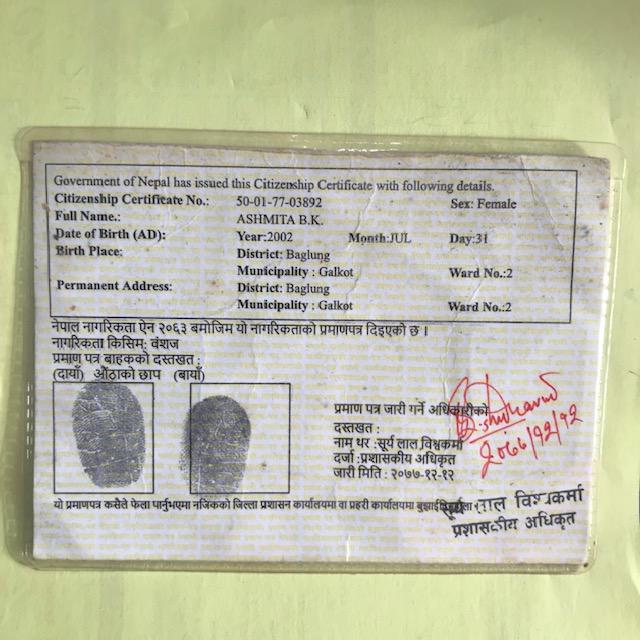 Government of Nepal has issued this Citizenship Certificate with following details.
Citizenship Certificate No.: 50-01-77-03892 Sex: Female
Full Name.: ASHMITA B.K.
Date of Birth (AD): Year:2002 Month:JUL Day:31
Birth Place: District: Baglung
Municipality : Galkot Ward No.:2
Permanent Address: District: Baglung
Municipality : Galkot Ward No.:2
नेपाल नागरिकता ऐन २०६३ बमोजिम यो नागरिकताको प्रमाणपत्र दिइएको छ ।
नागरिकता किसिम: वंशज
प्रमाण पत्र बाहकको दस्तखत :
(दायाँ) औंठाको छाप (बायाँ)
प्रमाण पत्र जारी गर्ने अधिकारीको
दस्तखत :
नाम थर :सूर्य लाल विश्वकर्मा
दर्जा :प्रशासकीय अधिकृत
जारी मिति : २०७७-१२-१२
२०७७/१२/१२
यो प्रमाणपत्र कसैले फेला पार्नुभएमा नजिकको जिल्ला प्रशासन कार्यालयमा वा प्रहरी कार्यालयमा
लाल विश्वकर्मा
प्रशासकीय अधिकृत